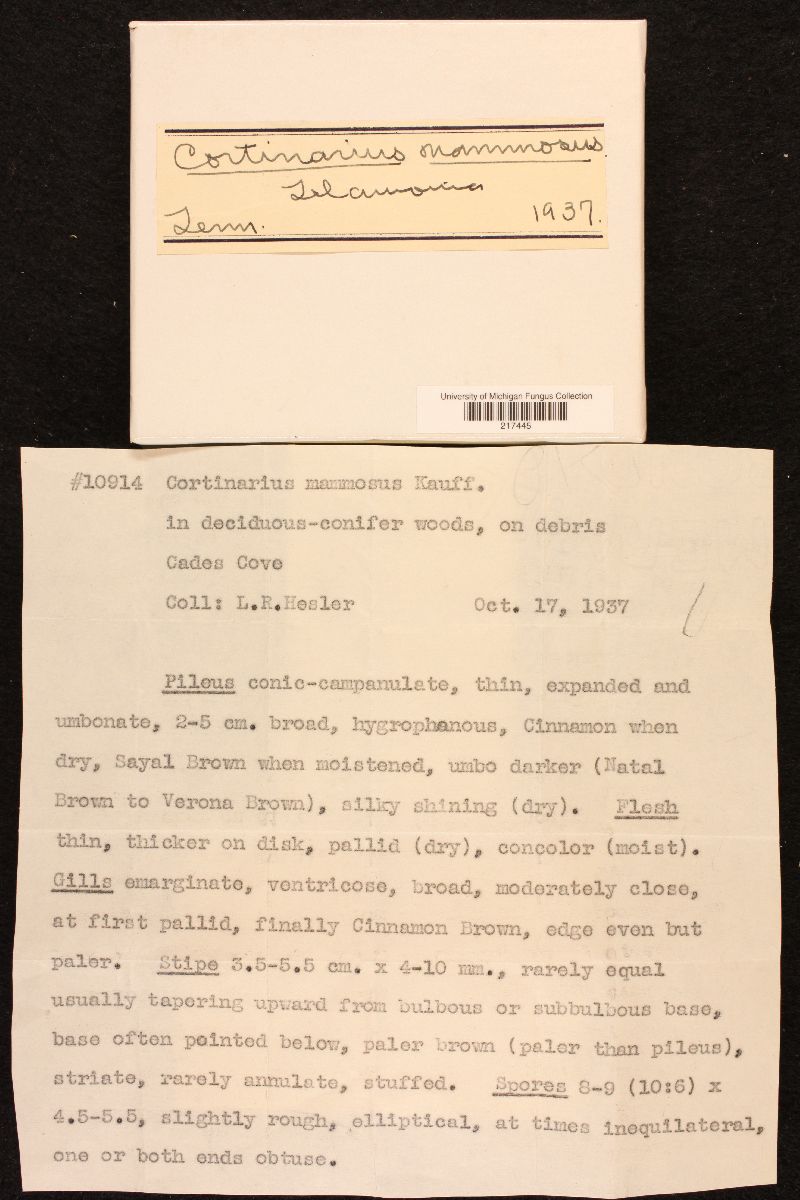 Cortinarius mammosus.
Telamonia
Tenn. 1937.
University of Michigan Fungus Collection
217445
#10914 Cortinarius mammosus Kauff.
in deciduous-conifer woods, on debris
Cades Cove
Coll: L.R.Hesler Oct. 17, 1937
Pileus conic-campanulate, thin, expanded and
umbonate, 2-5 cm. broad, hygrophanous, Cinnamon when
dry, Sayal Brown when moistened, umbo darker (Natal
Brown to Verona Brown), silky shining (dry). Flesh
thin, thicker on disk, pallid (dry), concolor (moist).
Gills emarginate, ventricose, broad, moderately close,
at first pallid, finally Cinnamon Brown, edge even but
paler. Stipe 3.5-5.5 cm. x 4-10 mm., rarely equal
usually tapering upward from bulbous or subbulbous base,
base often pointed below, paler brown (paler than pileus),
striate, rarely annulate, stuffed. Spores 8-9 (10:6) x
4.5-5.5, slightly rough, elliptical, at times inequilateral,
one or both ends obtuse.